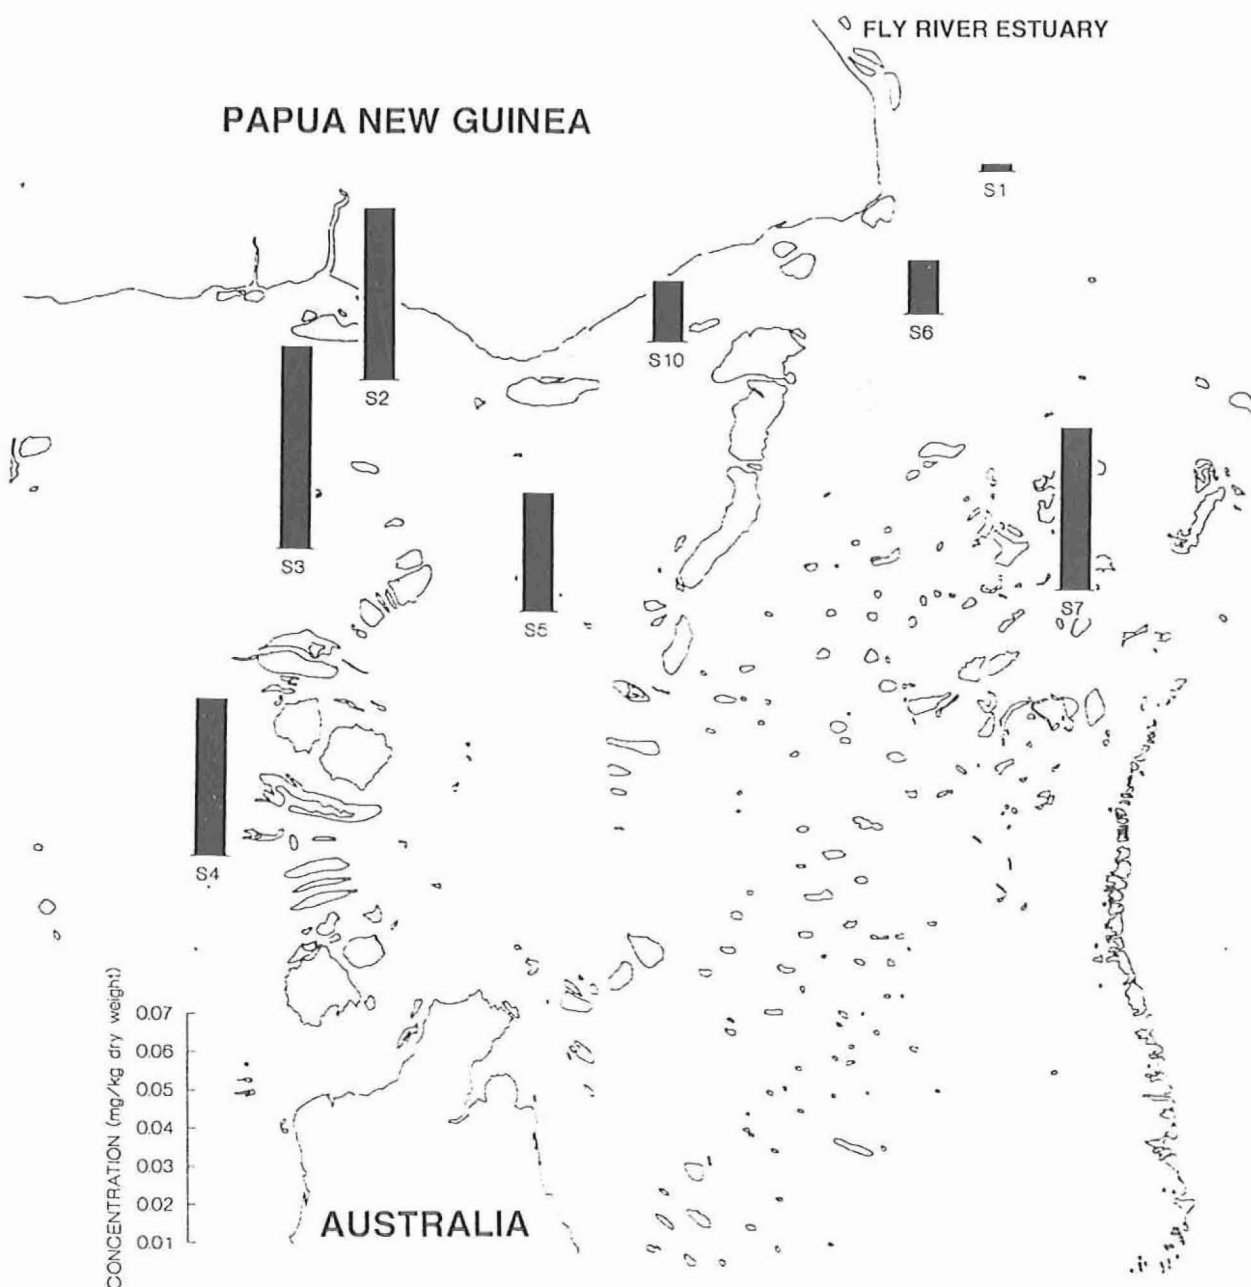 FLY RIVER ESTUARY
PAPUA NEW GUINEA
S1
S6
S10
S2
S3
S5
S7
S4
CONCENTRATION (mg/kg dry weight)
0.07
0.06
0.05
0.04
0.03
0.02
0.01
AUSTRALIA